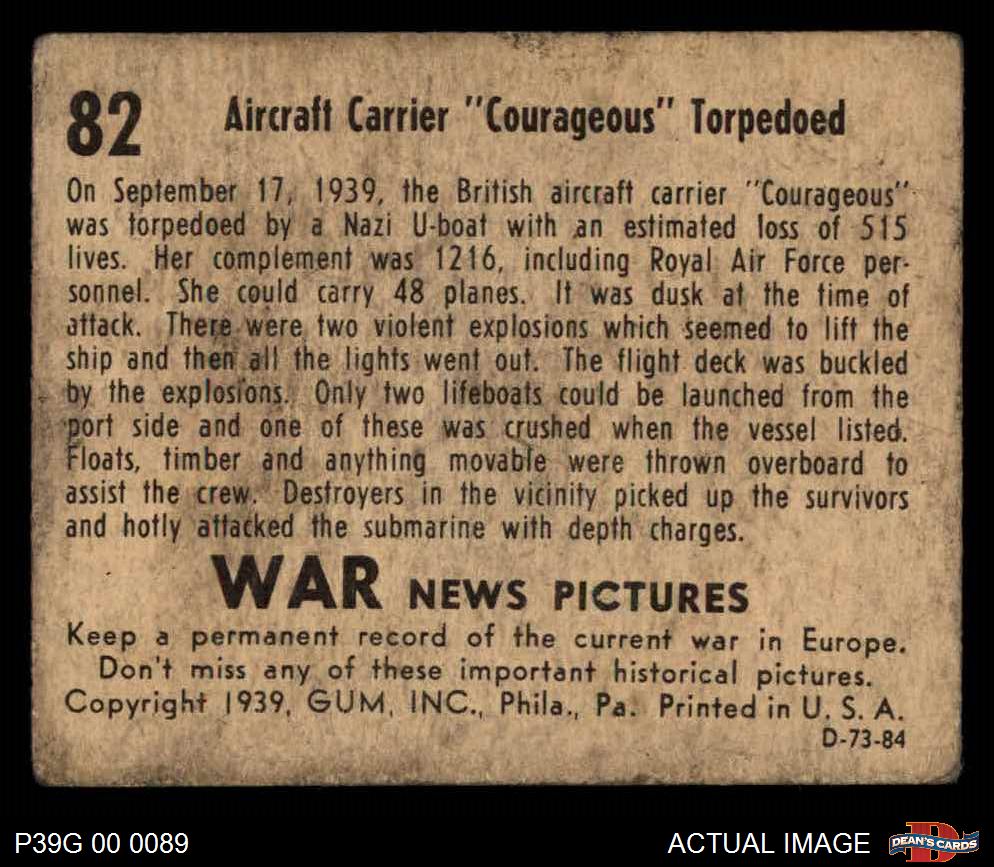 82 Aircraft Carrier "Courageous" Torpedoed
On September 17, 1939, the British aircraft carrier "Courageous"
was torpedoed by a Nazi U-boat with an estimated loss of 515
lives. Her complement was 1216, including Royal Air Force per-
sonnel. She could carry 48 planes. It was dusk at the time of
attack. There were two violent explosions which seemed to lift the
ship and then all the lights went out. The flight deck was buckled
by the explosions. Only two lifeboats could be launched from the
port side and one of these was crushed when the vessel listed.
Floats, timber and anything movable were thrown overboard to
assist the crew. Destroyers in the vicinity picked up the survivors
and hotly attacked the submarine with depth charges.
WAR NEWS PICTURES
Keep a permanent record of the current war in Europe.
Don't miss any of these important historical pictures.
Copyright 1939, GUM, INC., Phila., Pa. Printed in U. S. A.
D-73-84
P39G 00 0089 ACTUAL IMAGE D DEAN'S CARDS